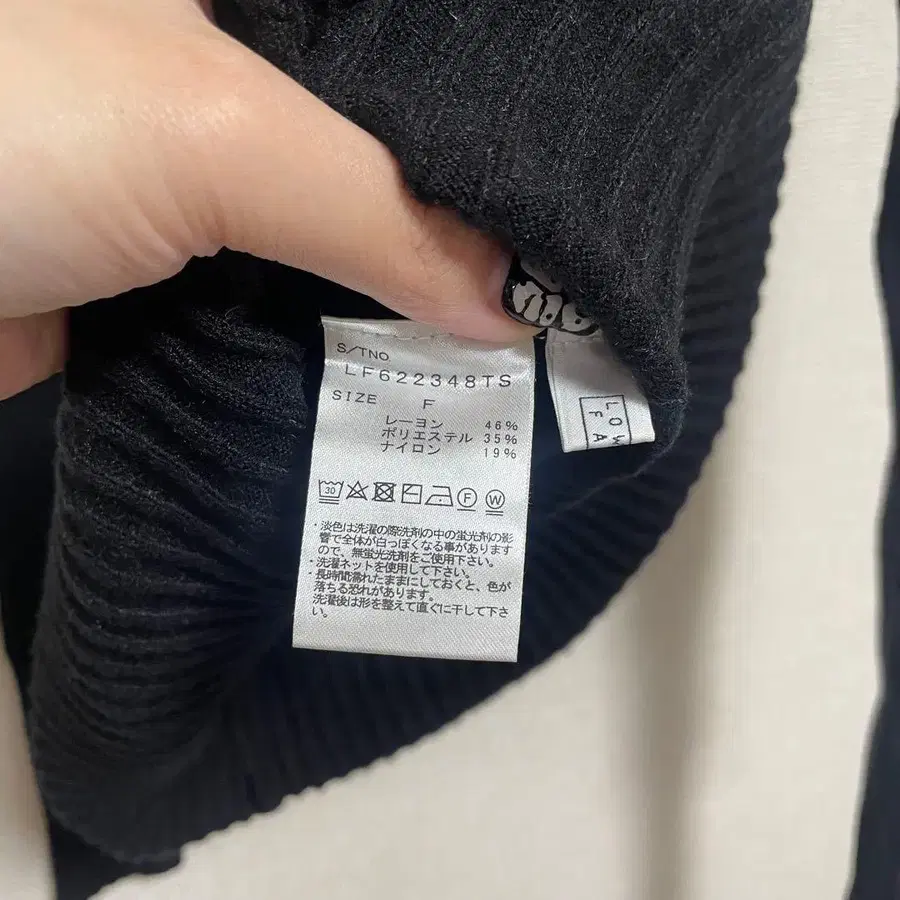 S/TNO
LF622348TS
SIZE F
レーヨン 46%
ポリエステル 35%
ナイロン 19%
30
F W
・淡色は洗濯の際洗剤の中の蛍光剤の影
響で全体が白っぽくなる事があります
ので、無蛍光洗剤をご使用下さい。
・洗濯ネットを使用して下さい。
・長時間濡れたままにしておくと、色が
落ちる恐れがあります。
洗濯後は形を整えて直ぐに干して下さ
い。
LOW
FA